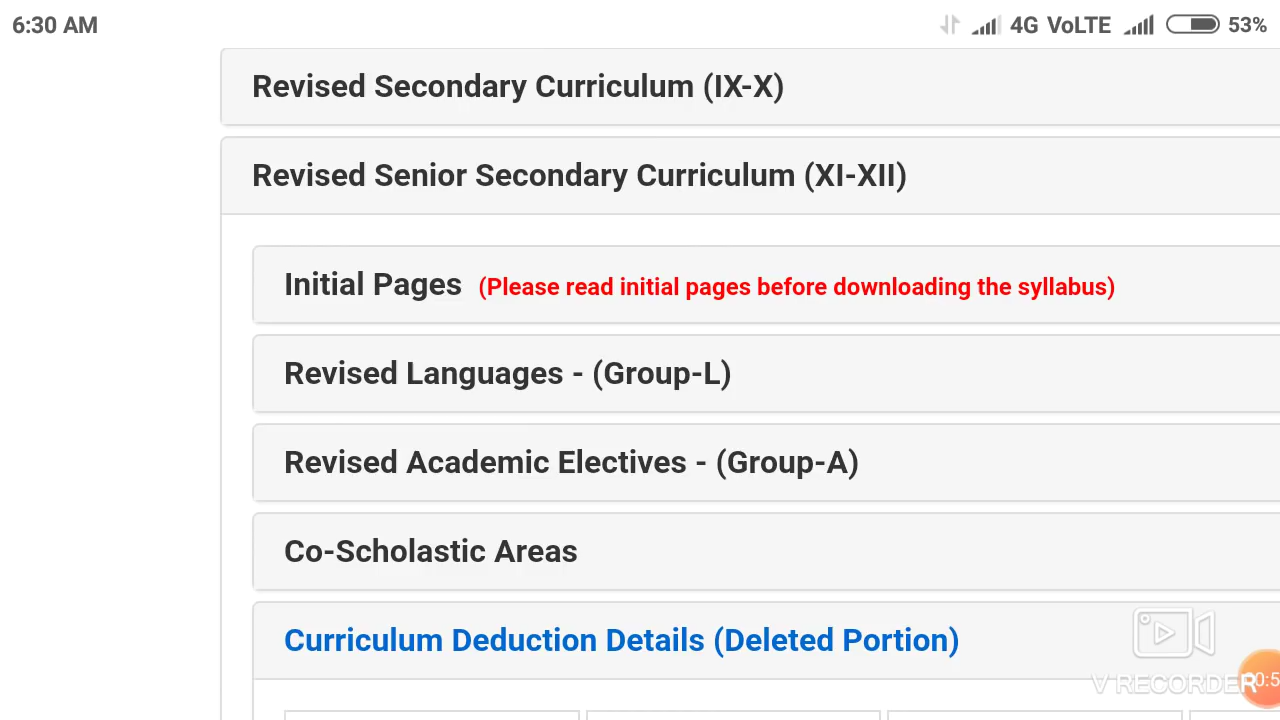 6:30 AM 4G VoLTE 53%
Revised Secondary Curriculum (IX-X)
Revised Senior Secondary Curriculum (XI-XII)
Initial Pages (Please read initial pages before downloading the syllabus)
Revised Languages - (Group-L)
Revised Academic Electives - (Group-A)
Co-Scholastic Areas
Curriculum Deduction Details (Deleted Portion)
V RECORDER